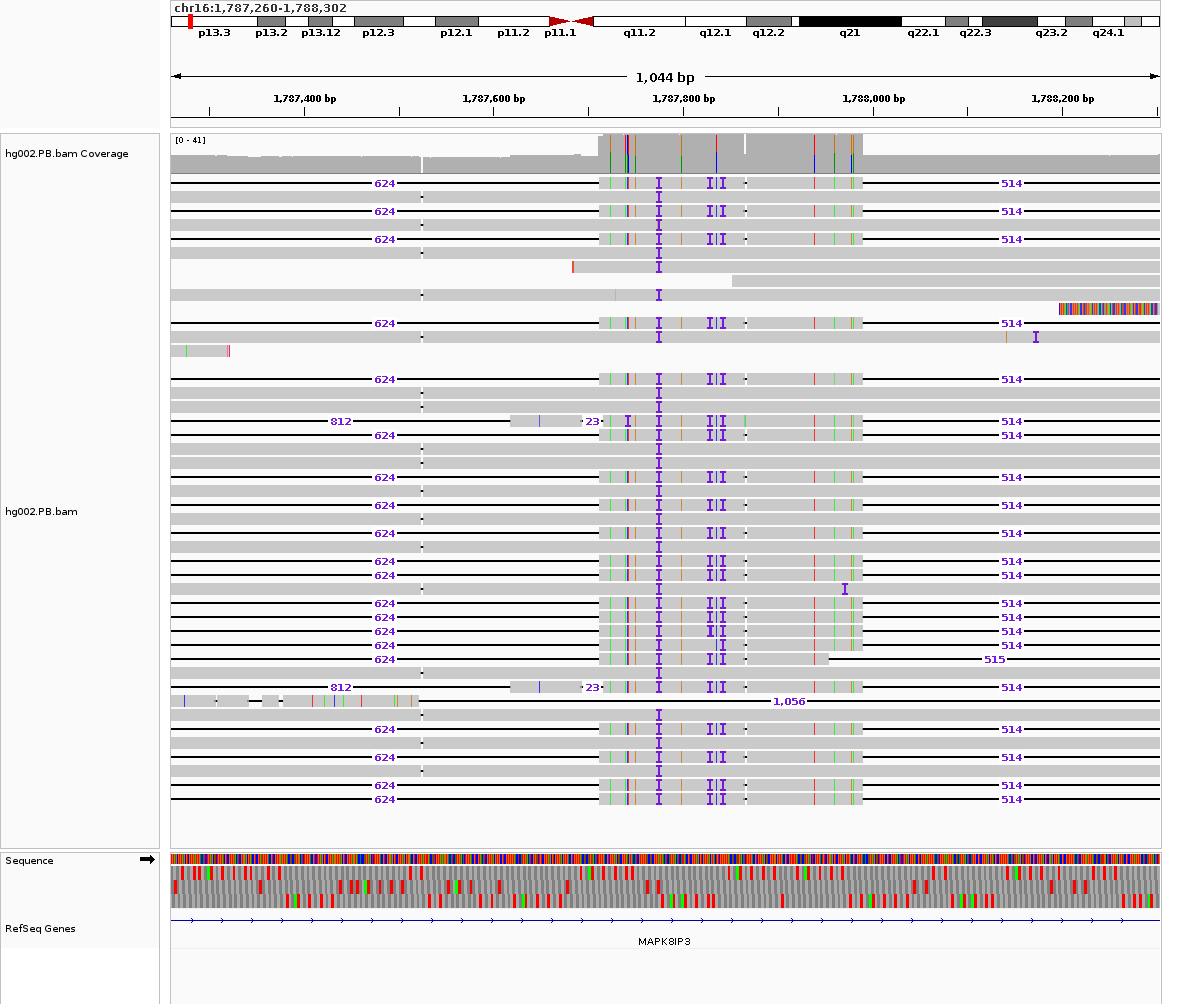 chr16:1,787,260-1,788,302
p13.3 p13.2 p13.12 p12.3 p12.1 p11.2 p11.1 q11.2 q12.1 q12.2 q21 q22.1 q22.3 q23.2 q24.1
1,044 bp
1,787,400 bp 1,787,600 bp 1,787,800 bp 1,788,000 bp 1,788,200 bp
[0 - 41]
hg002.PB.bam Coverage
624 514
624 514
624 514
624 514
624 514
812 23 514
624 514
624 514
624 514
624 514
624 514
624 514
624 514
624 514
624 514
624 514
624 515
812 23 514
1,056
624 514
624 514
624 514
624 514
hg002.PB.bam
Sequence
RefSeq Genes
MAPK8IP3